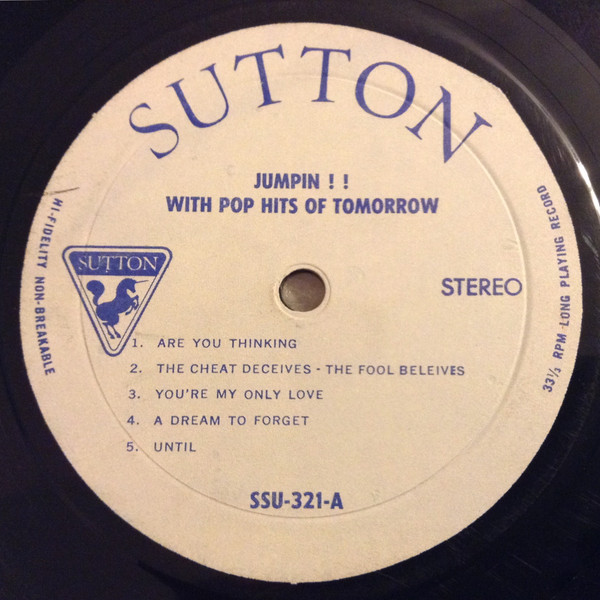 SUTTON
JUMPIN ! !
WITH POP HITS OF TOMORROW
HI-FIDELITY NON-BREAKABLE
SUTTON
STEREO
33⅓ RPM LONG PLAYING RECORD
1. ARE YOU THINKING
2. THE CHEAT DECEIVES - THE FOOL BELEIVES
3. YOU'RE MY ONLY LOVE
4. A DREAM TO FORGET
5. UNTIL
SSU-321-A